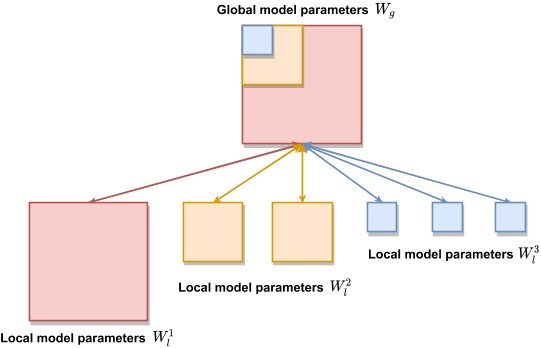 Global model parameters W_g
Local model parameters W_l^3
Local model parameters W_l^2
Local model parameters W_l^1